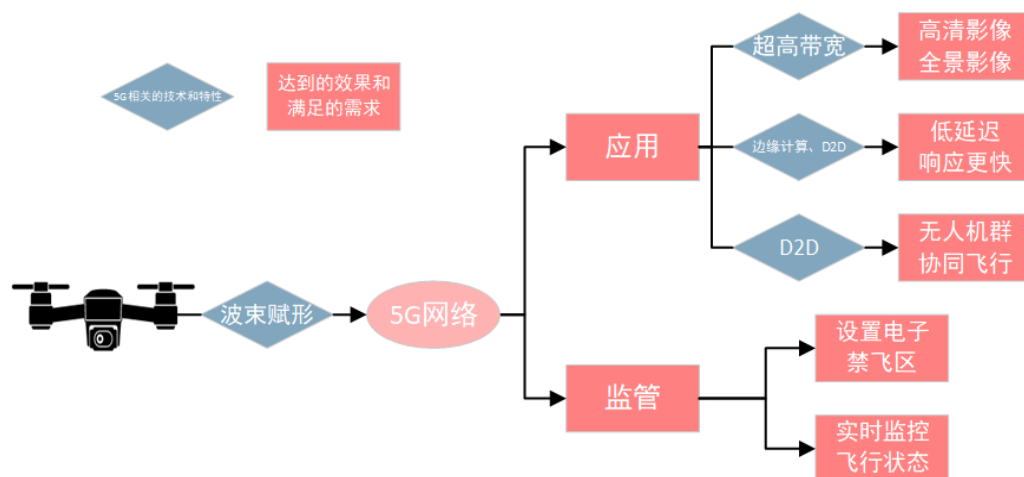 5G相关的技术和特性
达到的效果和
满足的需求
波束赋形
5G网络
应用
超高带宽
高清影像
全景影像
边缘计算、D2D
低延迟
响应更快
D2D
无人机群
协同飞行
监管
设置电子
禁飞区
实时监控
飞行状态